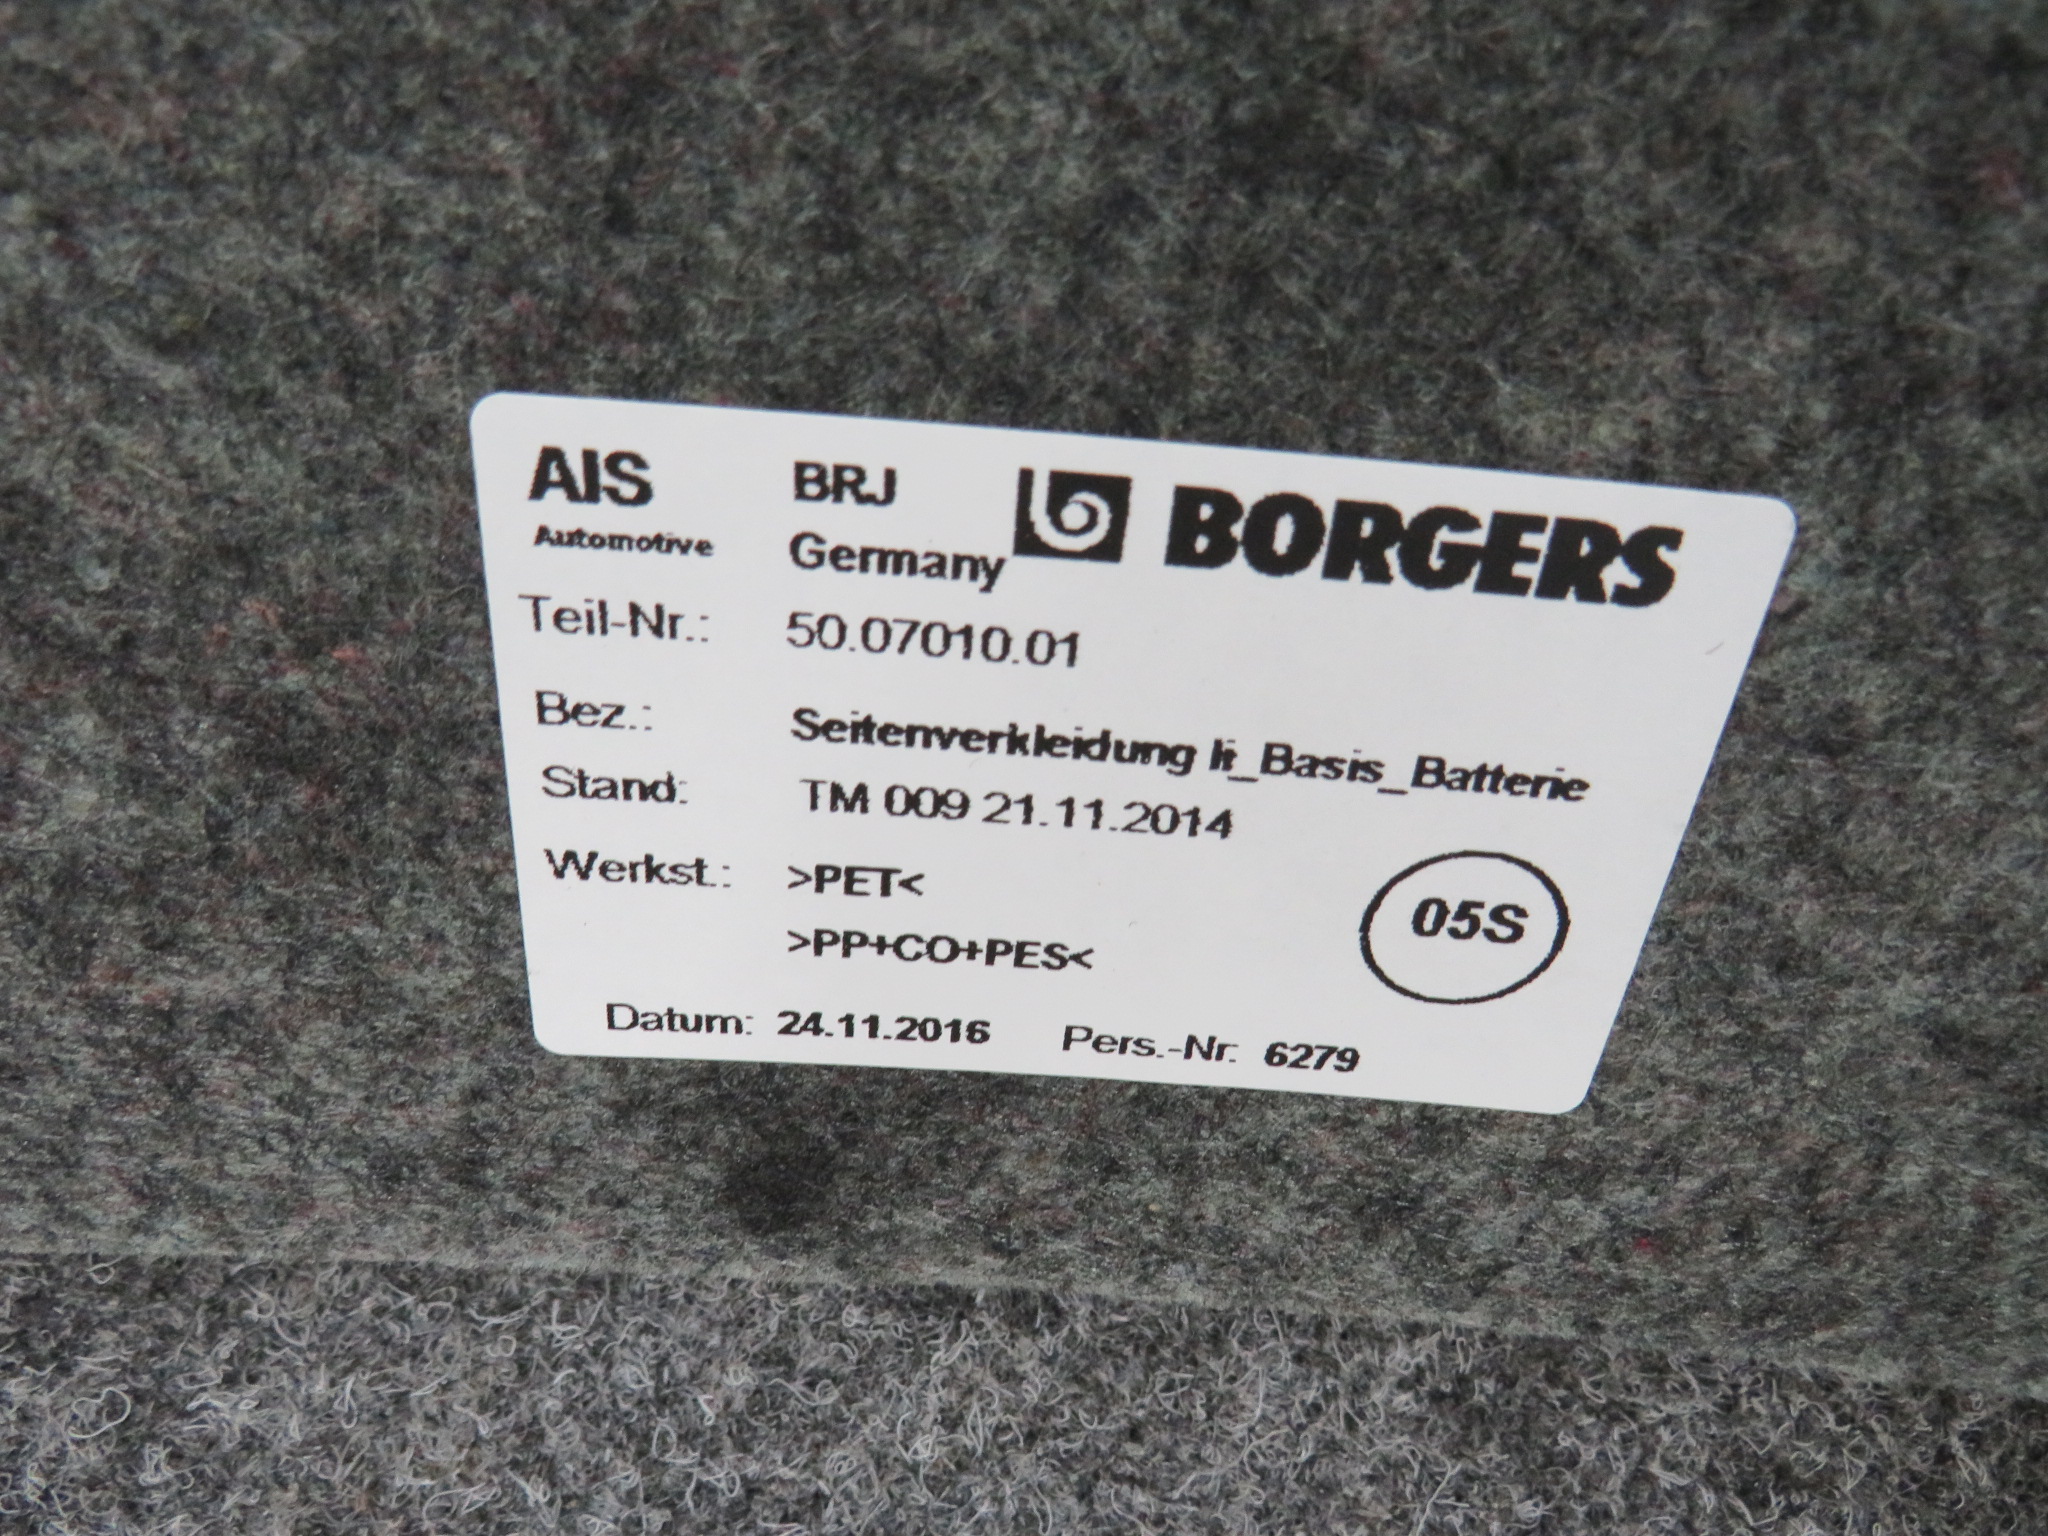 AIS BRJ BORGERS
Automotive Germany
Teil-Nr.: 50.07010.01
Bez.: Seitenverkleidung li_Basis_Batterie
Stand: TM 009 21.11.2014
Werkst.: >PET<
>PP+CO+PES<
05S
Datum: 24.11.2016 Pers.-Nr. 6279